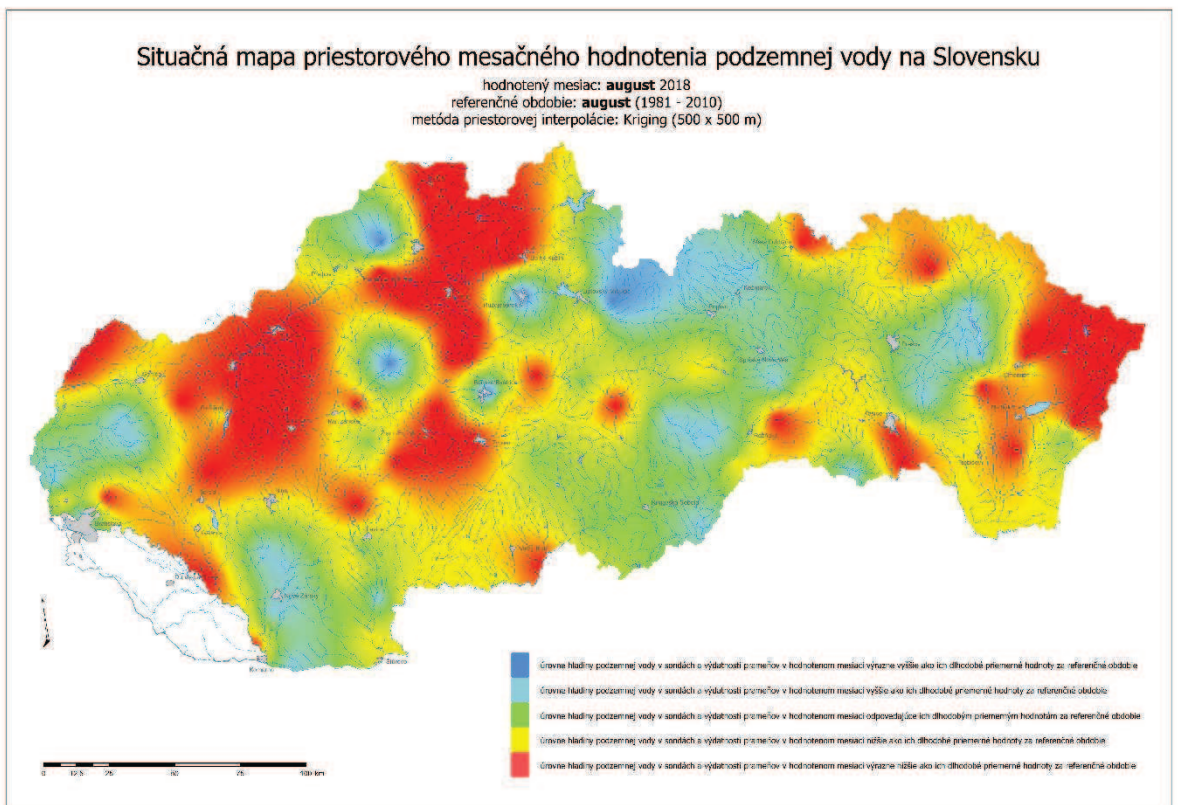 Situačná mapa priestorového mesačného hodnotenia podzemnej vody na Slovensku
hodnotený mesiac: august 2018
referenčné obdobie: august (1981 - 2010)
metóda priestorovej interpolácie: Kriging (500 x 500 m)
Banská Bystrica
Nové Zámky
Rimavská Sobota
úrovne hladiny podzemnej vody v sondách a výdatnosti prameňov v hodnotenom mesiaci výrazne vyššie ako ich dlhodobé priemerné hodnoty za referenčné obdobie
úrovne hladiny podzemnej vody v sondách a výdatnosti prameňov v hodnotenom mesiaci vyššie ako ich dlhodobé priemerné hodnoty za referenčné obdobie
úrovne hladiny podzemnej vody v sondách a výdatnosti prameňov v hodnotenom mesiaci odpovedajúce ich dlhodobým priemerným hodnotám za referenčné obdobie
úrovne hladiny podzemnej vody v sondách a výdatnosti prameňov v hodnotenom mesiaci nižšie ako ich dlhodobé priemerné hodnoty za referenčné obdobie
úrovne hladiny podzemnej vody v sondách a výdatnosti prameňov v hodnotenom mesiaci výrazne nižšie ako ich dlhodobé priemerné hodnoty za referenčné obdobie
0 12,5 25 50 75 100 km